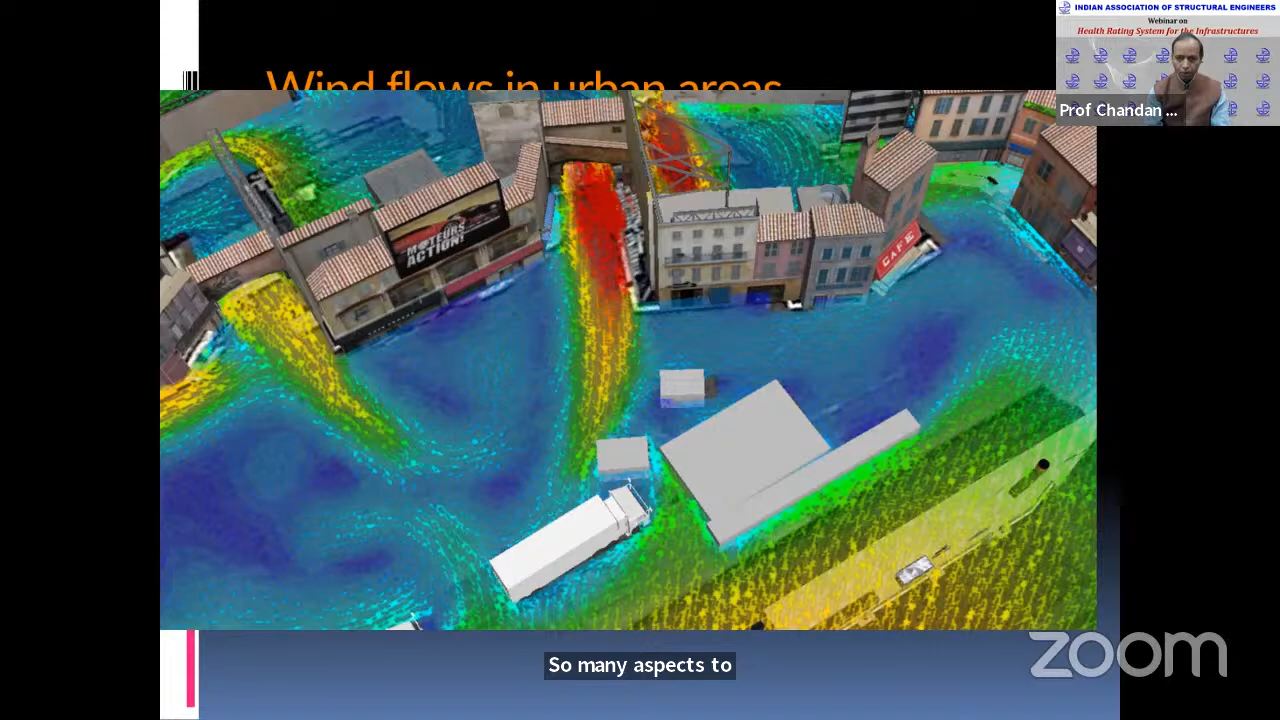 INDIAN ASSOCIATION OF STRUCTURAL ENGINEERS
Webinar on
Health Rating System for the Infrastructures
Prof Chandan ...
Wind flows in urban areas
MOTEURS
ACTION!
CAFE
So many aspects to
zoom